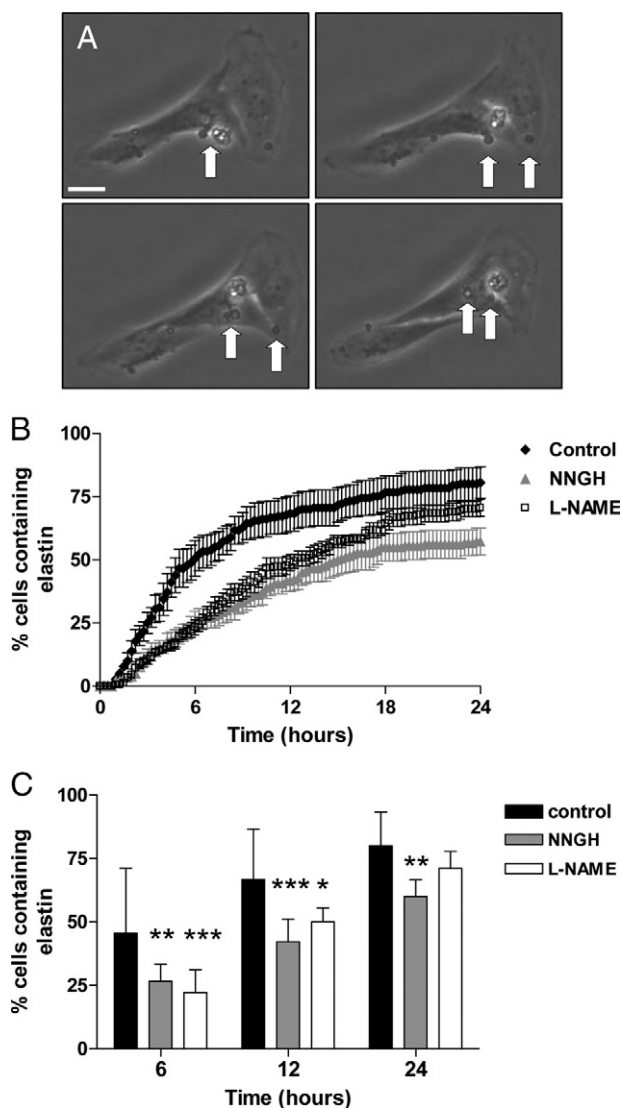 A
B
100
75
50
25
0
% cells containing
elastin
0
6
12
18
24
Time (hours)
Control
NNGH
L-NAME
C
100
75
50
25
0
% cells containing
elastin
** ***
*** *
**
6
12
24
Time (hours)
control
NNGH
L-NAME